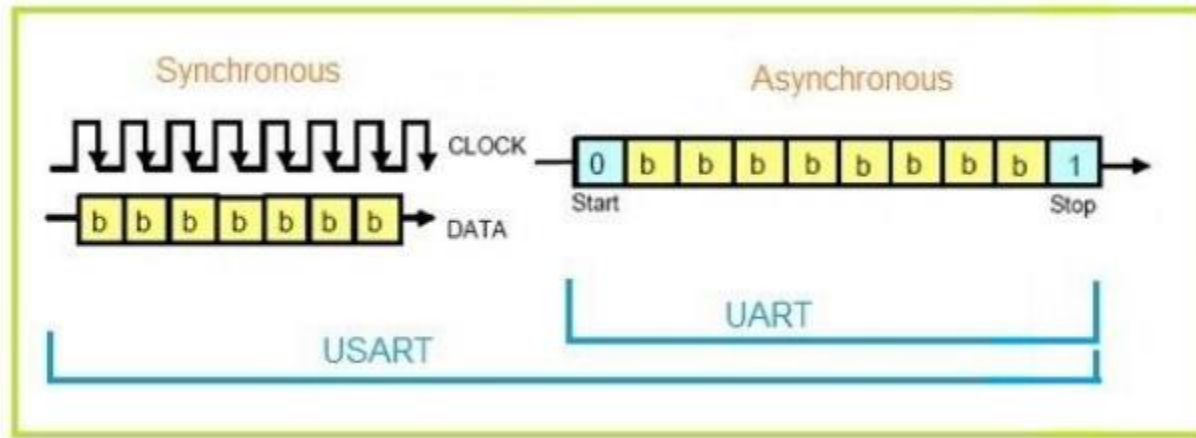 Synchronous
Asynchronous
CLOCK
0 b b b b b b b b 1
Start
Stop
b b b b b b b
DATA
UART
USART